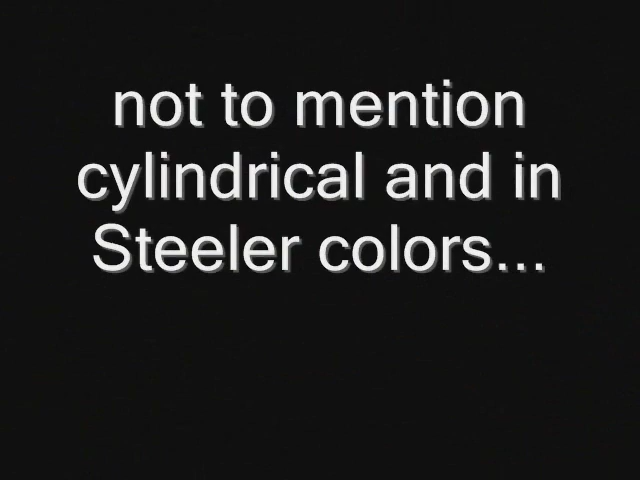 not to mention
cylindrical and in
Steeler colors...